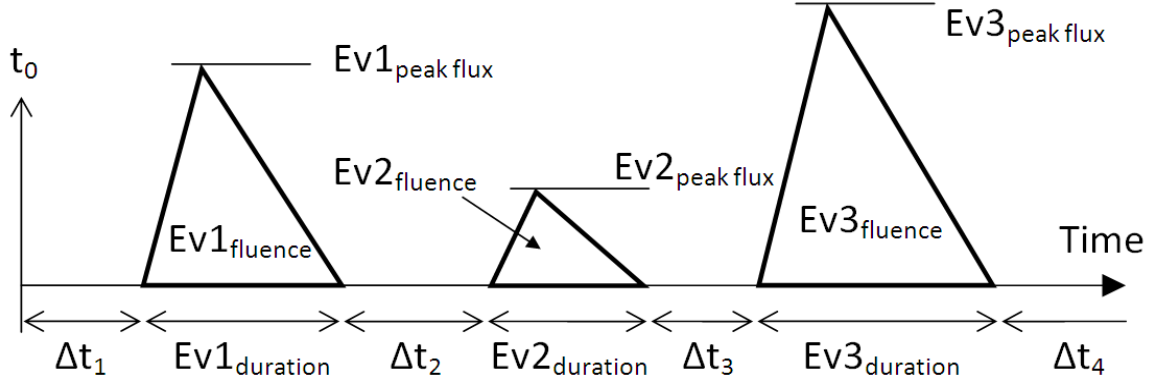 t0
Ev1peak flux
Ev3peak flux
Ev2fluence
Ev2peak flux
Ev1fluence
Ev3fluence
Time
Δt1
Ev1duration
Δt2
Ev2duration
Δt3
Ev3duration
Δt4